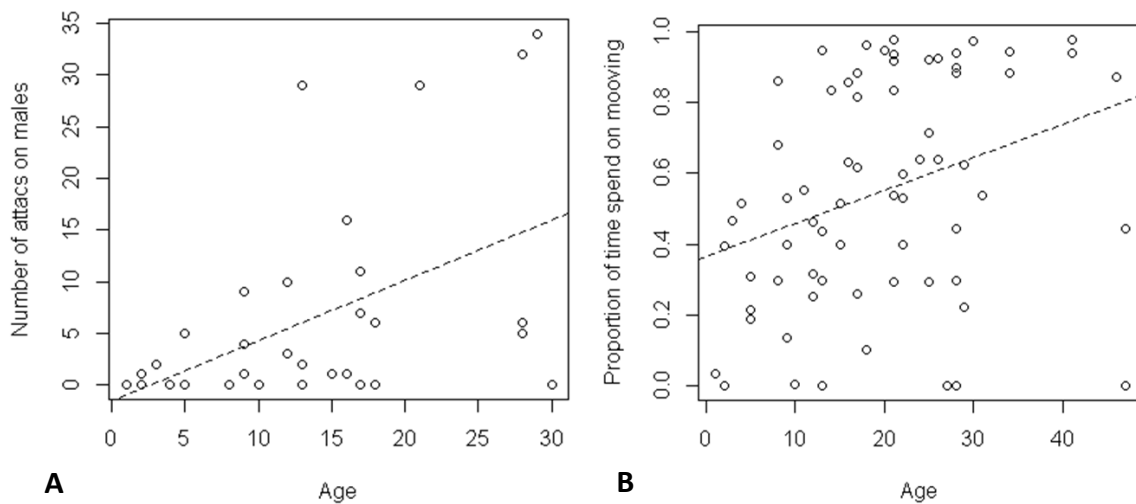 Number of attacs on males
35
30
25
20
15
10
5
0
0 5 10 15 20 25 30
A
Age
Proportion of time spend on mooving
1.0
0.8
0.6
0.4
0.2
0.0
0 10 20 30 40
B
Age